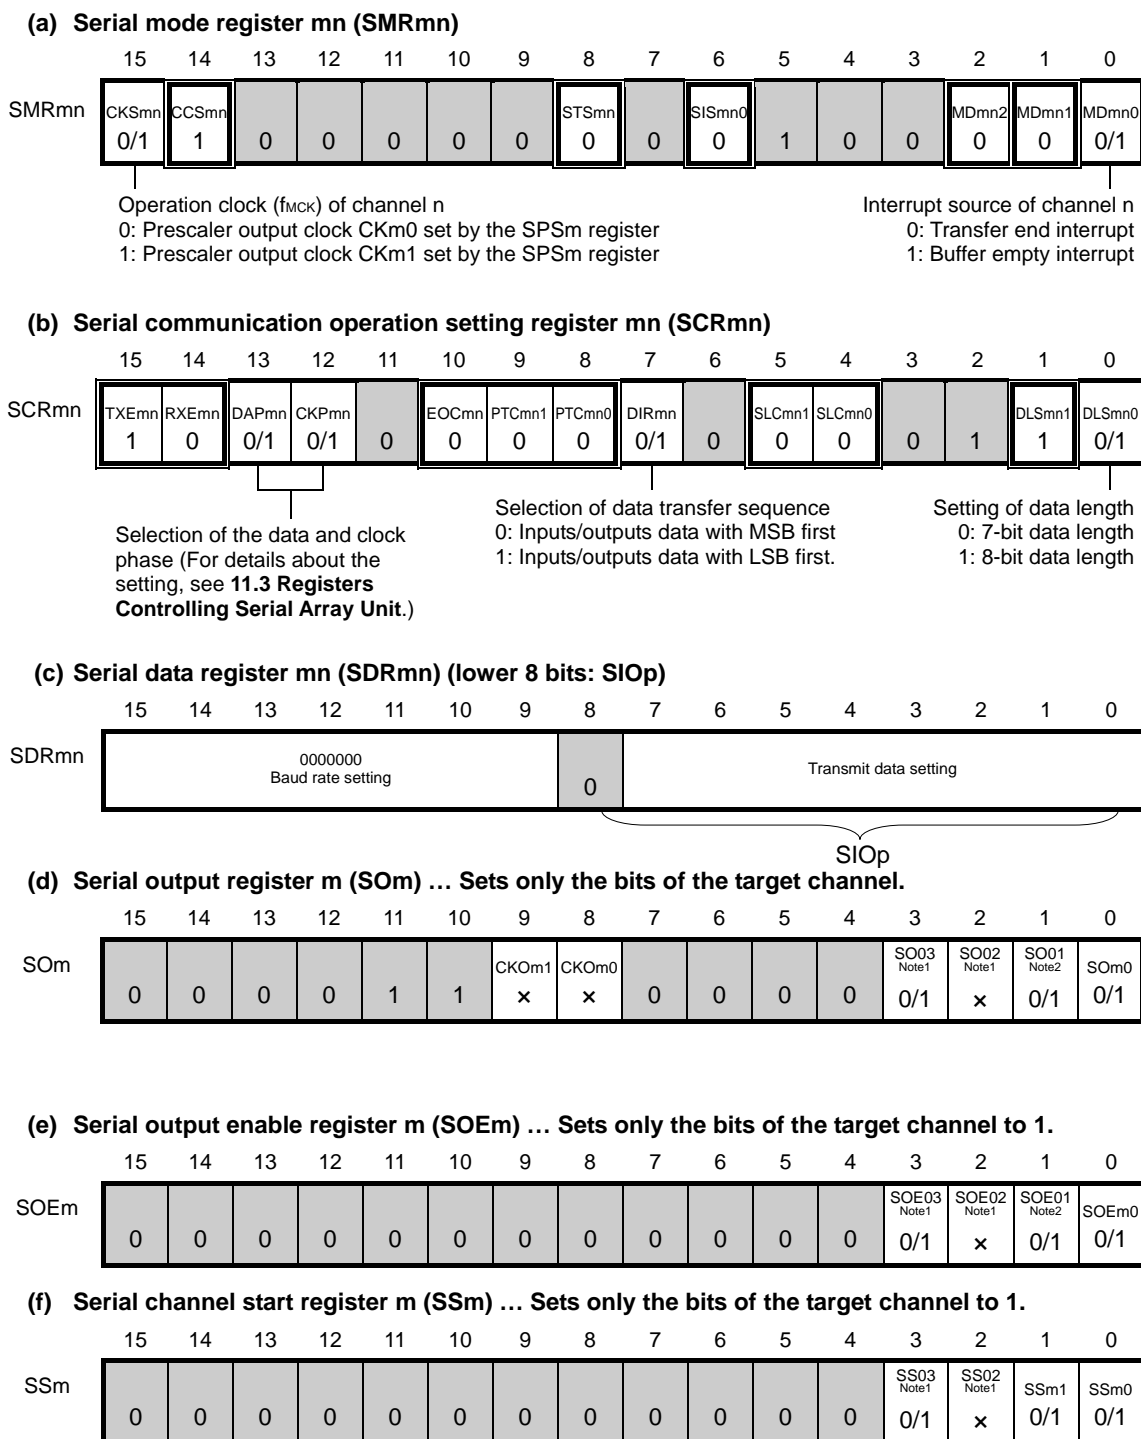 (a) Serial mode register mn (SMRmn)
15 14 13 12 11 10 9 8 7 6 5 4 3 2 1 0
SMRmn CKSmn CCSmn STSmn SISmn0 MDmn2 MDmn1 MDmn0
0/1 1 0 0 0 0 0 0 0 0 1 0 0 0 0 0/1
Operation clock (fMCK) of channel n
0: Prescaler output clock CKm0 set by the SPSm register
1: Prescaler output clock CKm1 set by the SPSm register
Interrupt source of channel n
0: Transfer end interrupt
1: Buffer empty interrupt
(b) Serial communication operation setting register mn (SCRmn)
15 14 13 12 11 10 9 8 7 6 5 4 3 2 1 0
SCRmn TXEmn RXEmn DAPmn CKPmn EOCmn PTCmn1 PTCmn0 DIRmn SLCmn1 SLCmn0 DLSmn1 DLSmn0
1 0 0/1 0/1 0 0 0 0 0/1 0 0 0 0 1 1 0/1
Selection of the data and clock
phase (For details about the
setting, see 11.3 Registers
Controlling Serial Array Unit.)
Selection of data transfer sequence
0: Inputs/outputs data with MSB first
1: Inputs/outputs data with LSB first.
Setting of data length
0: 7-bit data length
1: 8-bit data length
(c) Serial data register mn (SDRmn) (lower 8 bits: SIOp)
15 14 13 12 11 10 9 8 7 6 5 4 3 2 1 0
SDRmn
0000000
Baud rate setting
0
Transmit data setting
SIOp
(d) Serial output register m (SOm) … Sets only the bits of the target channel.
15 14 13 12 11 10 9 8 7 6 5 4 3 2 1 0
SOm CKOm1 CKOm0 SO03 SO02 SO01 SOm0
Note1 Note1 Note2
0 0 0 0 1 1 × × 0 0 0 0 0/1 × 0/1 0/1
(e) Serial output enable register m (SOEm) … Sets only the bits of the target channel to 1.
15 14 13 12 11 10 9 8 7 6 5 4 3 2 1 0
SOEm SOE03 SOE02 SOE01 SOEm0
Note1 Note1 Note2
0 0 0 0 0 0 0 0 0 0 0 0 0/1 × 0/1 0/1
(f) Serial channel start register m (SSm) … Sets only the bits of the target channel to 1.
15 14 13 12 11 10 9 8 7 6 5 4 3 2 1 0
SSm SS03 SS02 SSm1 SSm0
Note1 Note1
0 0 0 0 0 0 0 0 0 0 0 0 0/1 × 0/1 0/1